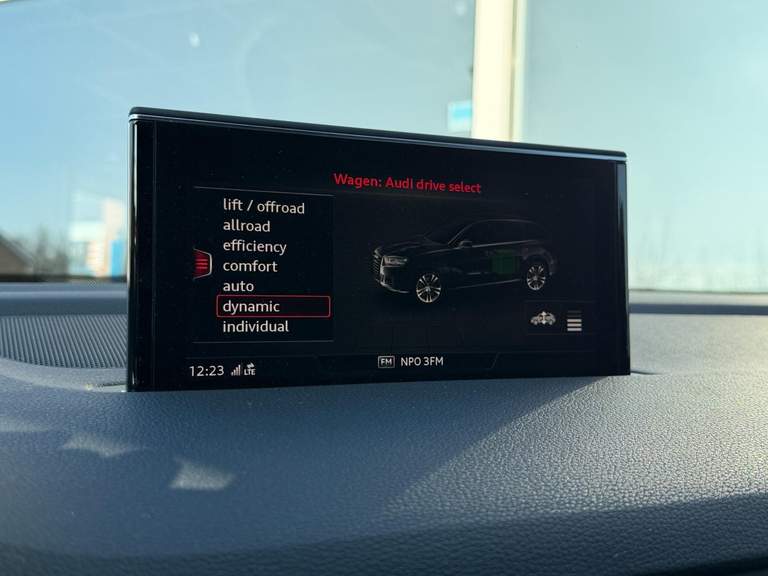 Wagen: Audi drive select
lift / offroad
allroad
efficiency
comfort
auto
dynamic
individual
12:23 LTE
FM NPO 3FM